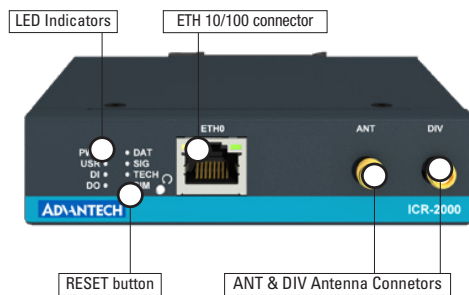 LED Indicators
ETH 10/100 connector
ETH0
ANT
DIV
DAT
USR
SIG
DI
TECH
DO
ADVANTECH
ICR-2000
RESET button
ANT & DIV Antenna Connetors